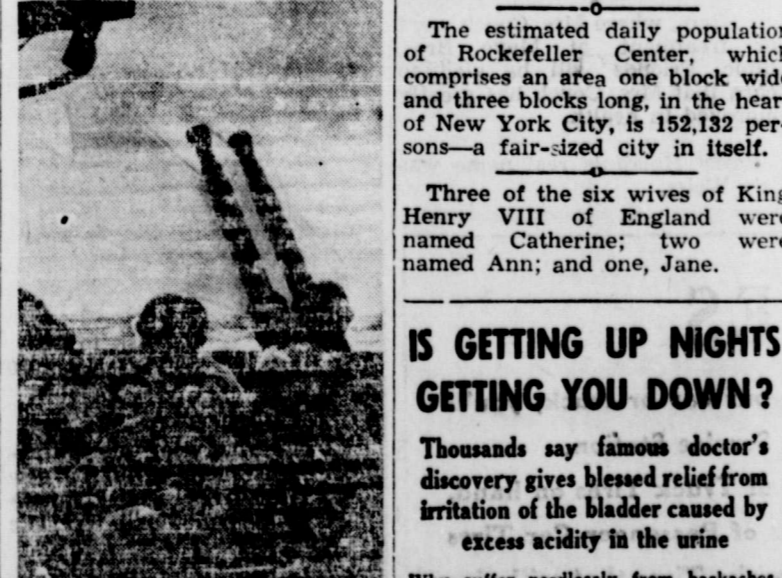 The estimated daily population
of Rockefeller Center, which
comprises an area one block wide
and three blocks long, in the heart
of New York City, is 152,132 per-
sons—a fair-sized city in itself.
Three of the six wives of King
Henry VIII of England were
named Catherine; two were
named Ann; and one, Jane.
IS GETTING UP NIGHTS
GETTING YOU DOWN?
Thousands say famous doctor's
discovery gives blessed relief from
irritation of the bladder caused by
excess acidity in the urine